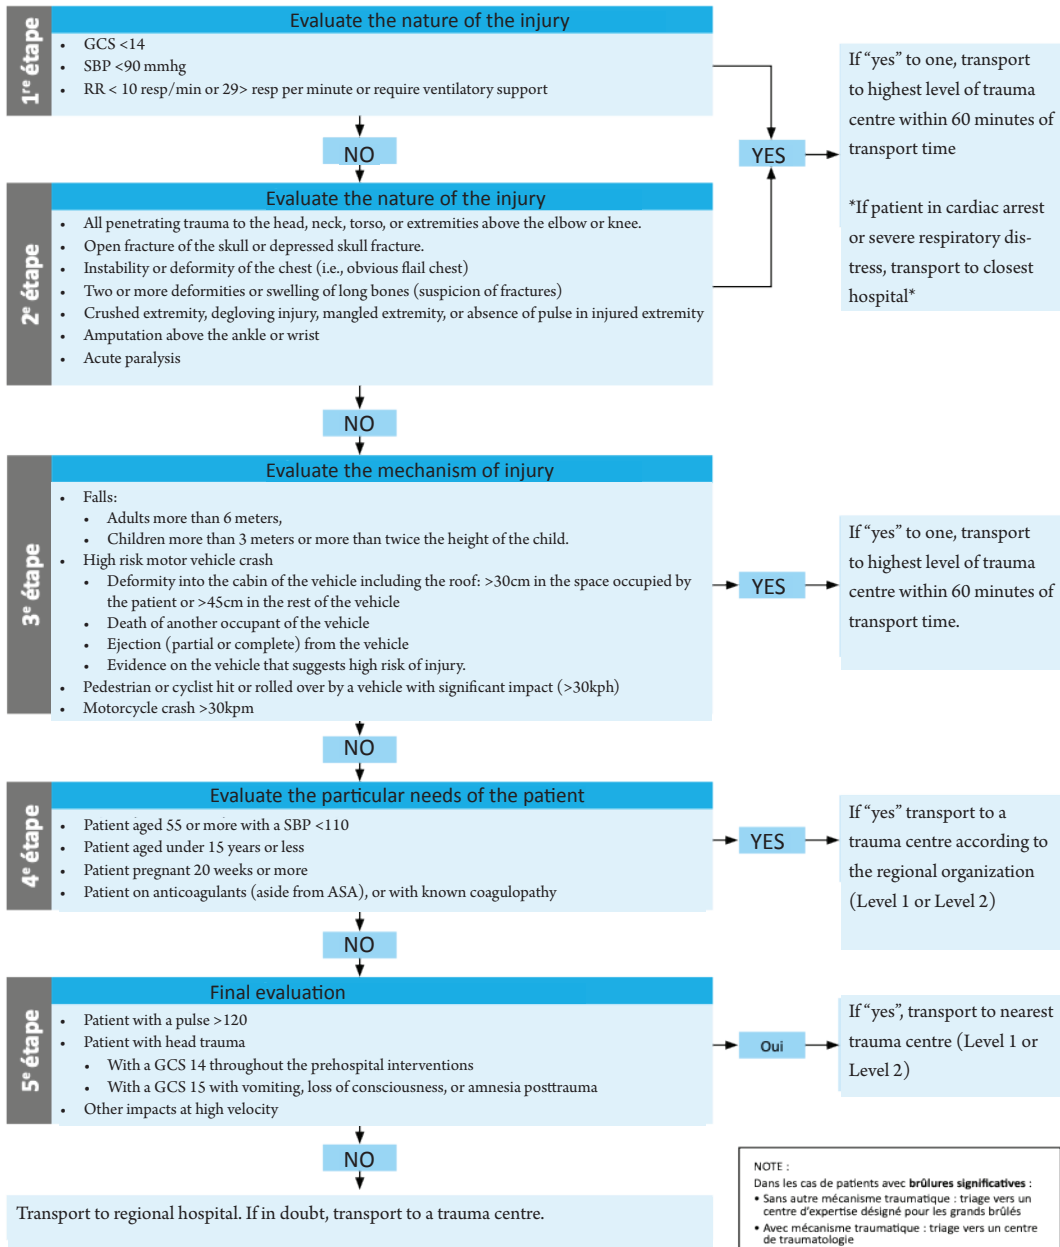 1re étape
Evaluate the nature of the injury
• GCS <14
• SBP <90 mmhg
• RR < 10 resp/min or 29> resp per minute or require ventilatory support
YES
If “yes” to one, transport
to highest level of trauma
centre within 60 minutes of
transport time
*If patient in cardiac arrest
or severe respiratory dis-
tress, transport to closest
hospital*
NO
2e étape
Evaluate the nature of the injury
• All penetrating trauma to the head, neck, torso, or extremities above the elbow or knee.
• Open fracture of the skull or depressed skull fracture.
• Instability or deformity of the chest (i.e., obvious flail chest)
• Two or more deformities or swelling of long bones (suspicion of fractures)
• Crushed extremity, degloving injury, mangled extremity, or absence of pulse in injured extremity
• Amputation above the ankle or wrist
• Acute paralysis
NO
3e étape
Evaluate the mechanism of injury
• Falls:
• Adults more than 6 meters,
• Children more than 3 meters or more than twice the height of the child.
• High risk motor vehicle crash
• Deformity into the cabin of the vehicle including the roof: >30cm in the space occupied by
the patient or >45cm in the rest of the vehicle
• Death of another occupant of the vehicle
• Ejection (partial or complete) from the vehicle
• Evidence on the vehicle that suggests high risk of injury.
• Pedestrian or cyclist hit or rolled over by a vehicle with significant impact (>30kph)
• Motorcycle crash >30kpm
YES
If “yes” to one, transport
to highest level of trauma
centre within 60 minutes of
transport time.
NO
4e étape
Evaluate the particular needs of the patient
• Patient aged 55 or more with a SBP <110
• Patient aged under 15 years or less
• Patient pregnant 20 weeks or more
• Patient on anticoagulants (aside from ASA), or with known coagulopathy
YES
If “yes” transport to a
trauma centre according to
the regional organization
(Level 1 or Level 2)
NO
5e étape
Final evaluation
• Patient with a pulse >120
• Patient with head trauma
• With a GCS 14 throughout the prehospital interventions
• With a GCS 15 with vomiting, loss of consciousness, or amnesia posttrauma
• Other impacts at high velocity
Oui
If “yes”, transport to nearest
trauma centre (Level 1 or
Level 2)
NO
Transport to regional hospital. If in doubt, transport to a trauma centre.
NOTE :
Dans les cas de patients avec brûlures significatives :
• Sans autre mécanisme traumatique : triage vers un
centre d’expertise désigné pour les grands brûlés
• Avec mécanisme traumatique : triage vers un centre
de traumatologie